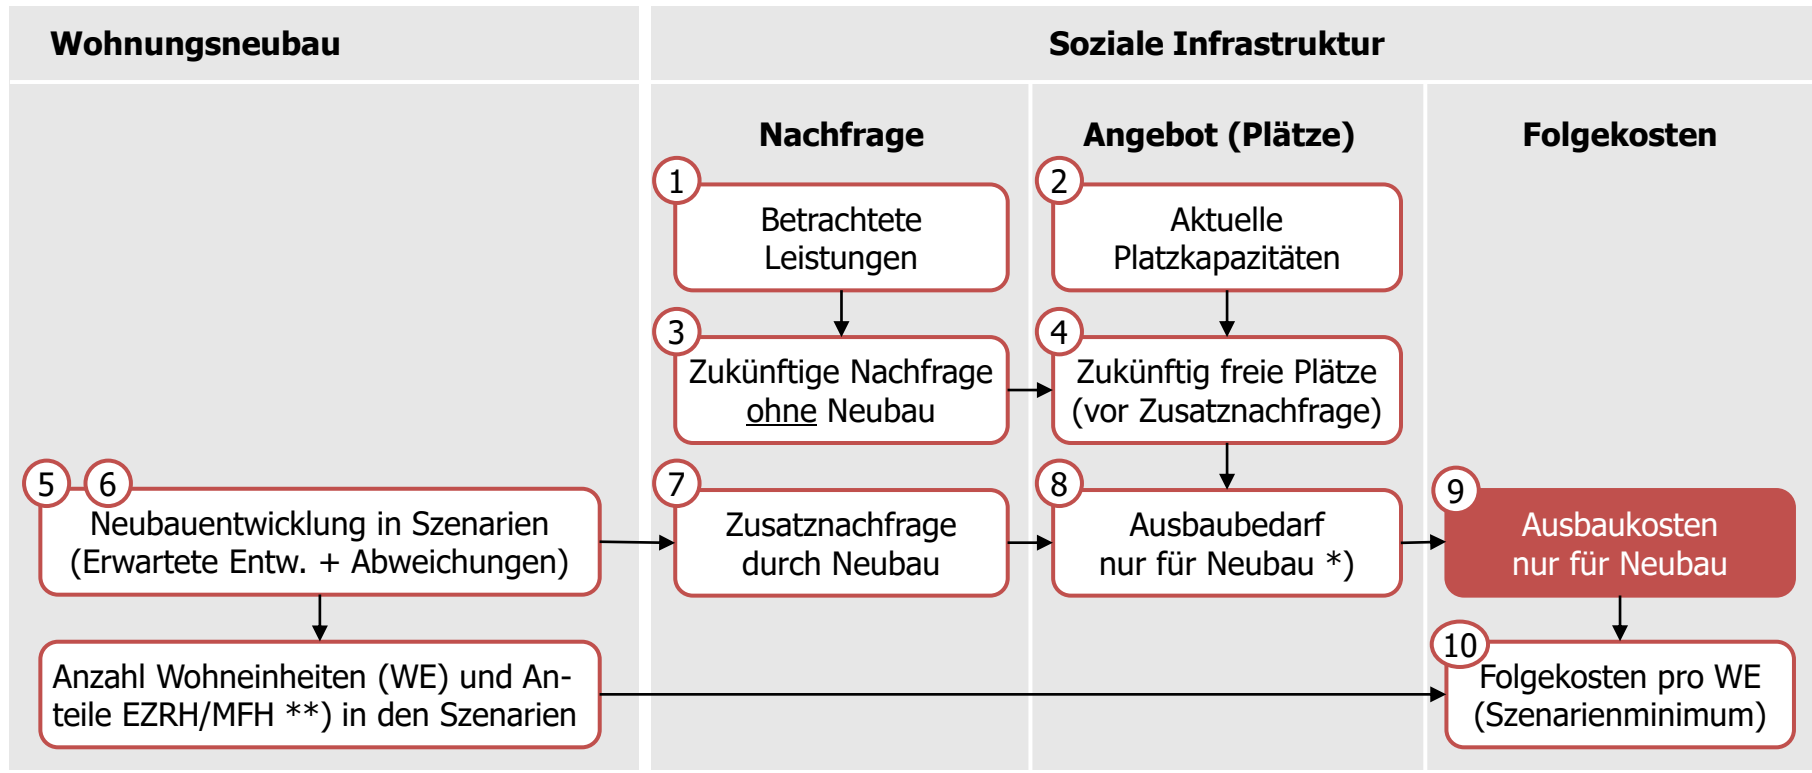 Wohnungsneubau
Soziale Infrastruktur
Nachfrage
Angebot (Plätze)
Folgekosten
1
Betrachtete
Leistungen
2
Aktuelle
Platzkapazitäten
3
Zukünftige Nachfrage
ohne Neubau
4
Zukünftig freie Plätze
(vor Zusatznachfrage)
5 6
Neubauentwicklung in Szenarien
(Erwartete Entw. + Abweichungen)
7
Zusatznachfrage
durch Neubau
8
Ausbaubedarf
nur für Neubau *)
9
Ausbaukosten
nur für Neubau
Anzahl Wohneinheiten (WE) und An-
teile EZRH/MFH **) in den Szenarien
10
Folgekosten pro WE
(Szenarienminimum)